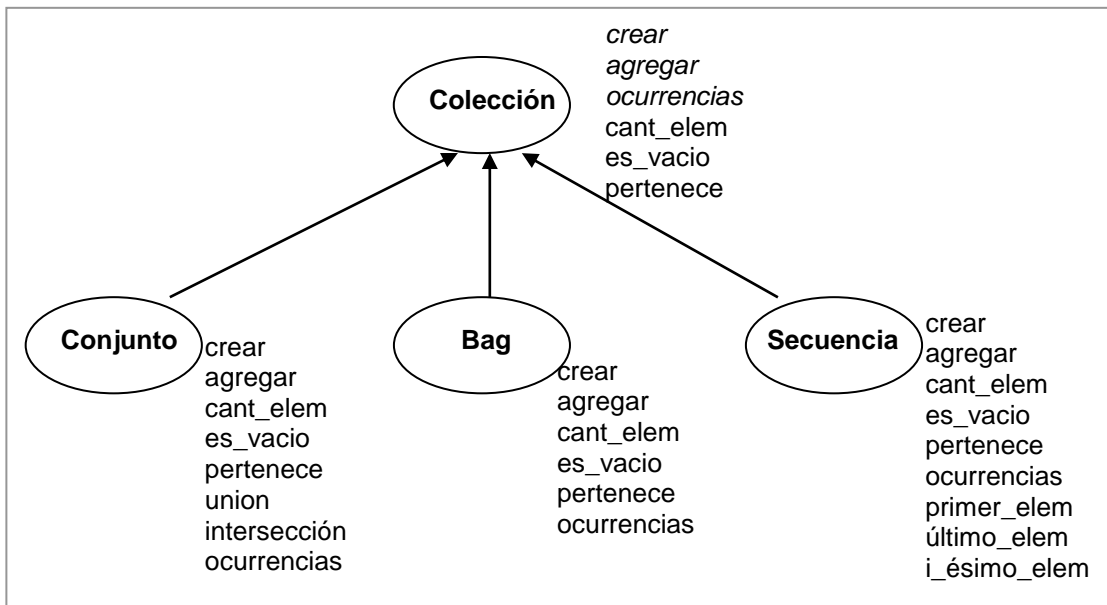 Colección
crear
agregar
ocurrencias
cant_elem
es_vacio
pertenece
Conjunto
crear
agregar
cant_elem
es_vacio
pertenece
union
intersección
ocurrencias
Bag
crear
agregar
cant_elem
es_vacio
pertenece
ocurrencias
Secuencia
crear
agregar
cant_elem
es_vacio
pertenece
ocurrencias
primer_elem
último_elem
i_ésimo_elem